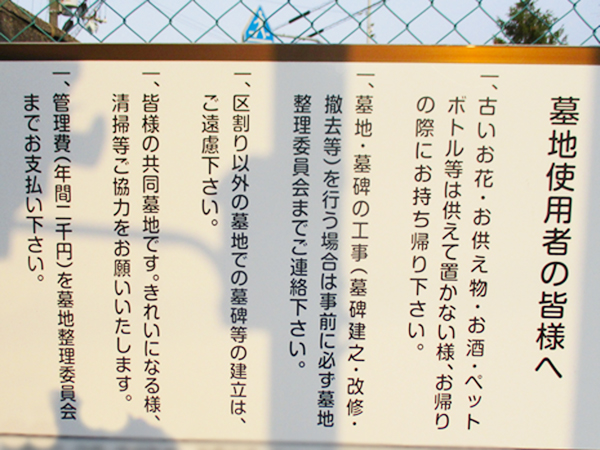 墓地使用者の皆様へ
一、古いお花・お供え物・お酒・ペット
ボトル等は供えて置かない様、お帰り
の際にお持ち帰り下さい。
一、墓地・墓碑の工事（墓碑建之・改修・
撤去等）を行う場合は事前に必ず墓地
整理委員会までご連絡下さい。
一、区割り以外の墓地での墓碑等の建立は、
ご遠慮下さい。
一、皆様の共同墓地です。きれいになる様、
清掃等ご協力をお願いいたします。
一、管理費（年間二千円）を墓地整理委員会
までお支払い下さい。